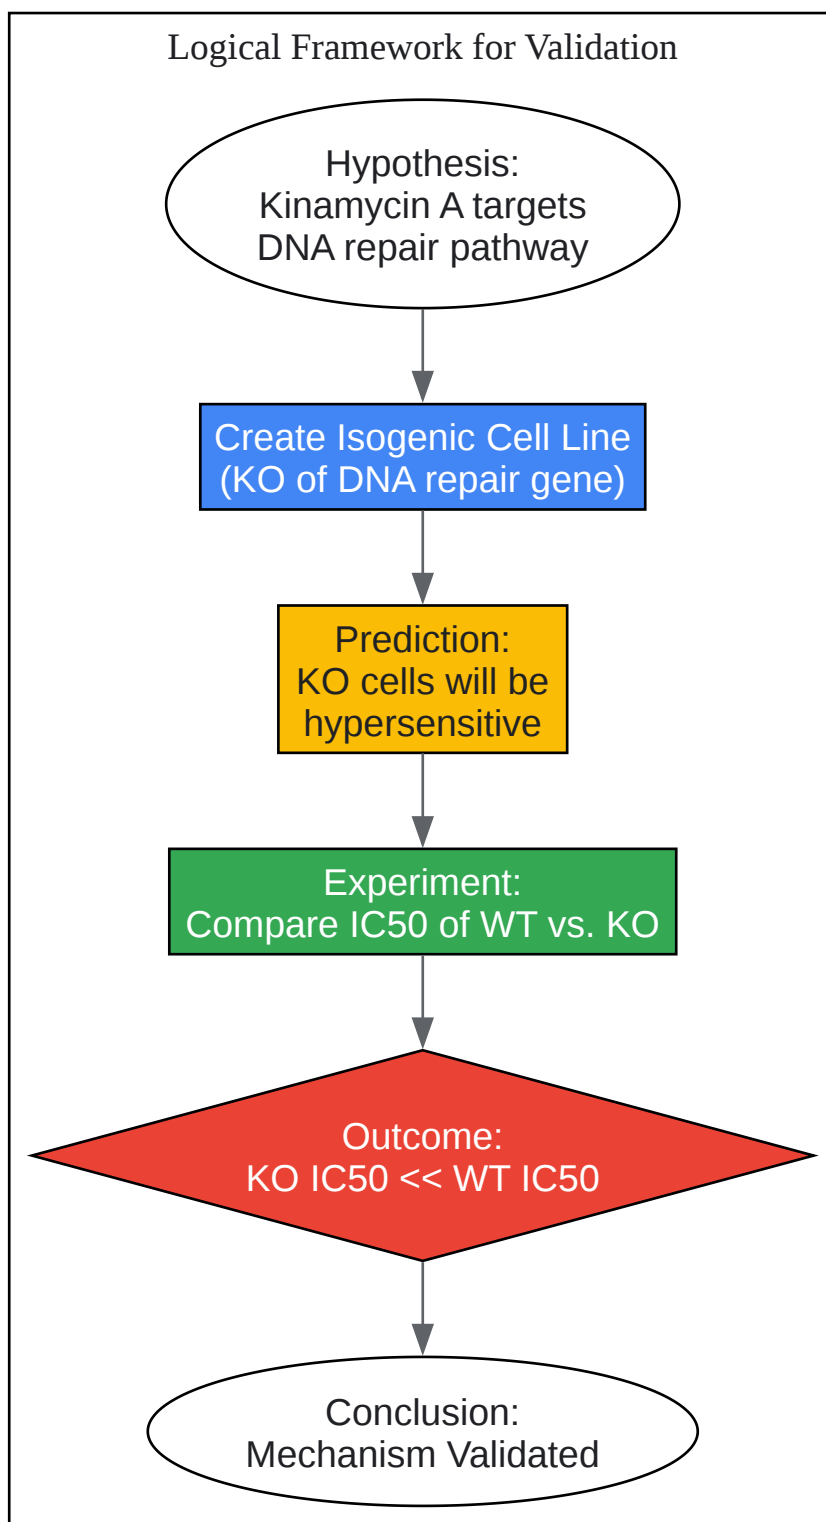 Logical Framework for Validation
Hypothesis:
Kinamycin A targets
DNA repair pathway
Create Isogenic Cell Line
(KO of DNA repair gene)
Prediction:
KO cells will be
hypersensitive
Experiment:
Compare IC50 of WT vs. KO
Outcome:
KO IC50 << WT IC50
Conclusion:
Mechanism Validated